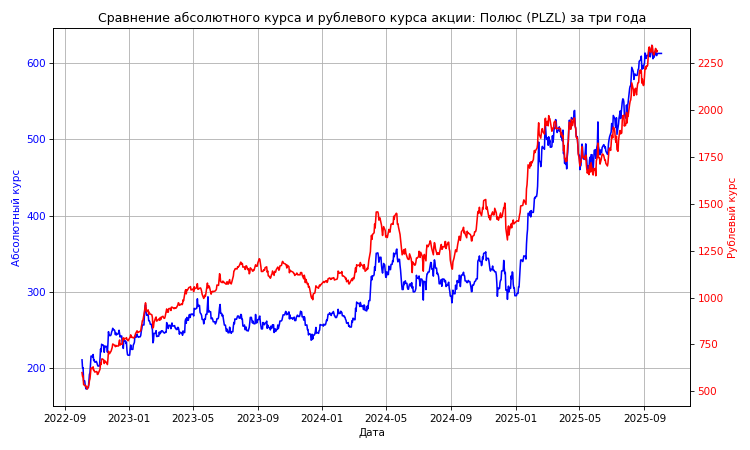 Сравнение абсолютного курса и рублевого курса акции: Полюс (PLZL) за три года
Абсолютный курс
600
500
400
300
200
2250
2000
1750
1500
1250
1000
750
500
Рублевый курс
2022-09 2023-01 2023-05 2023-09 2024-01 2024-05 2024-09 2025-01 2025-05 2025-09
Дата